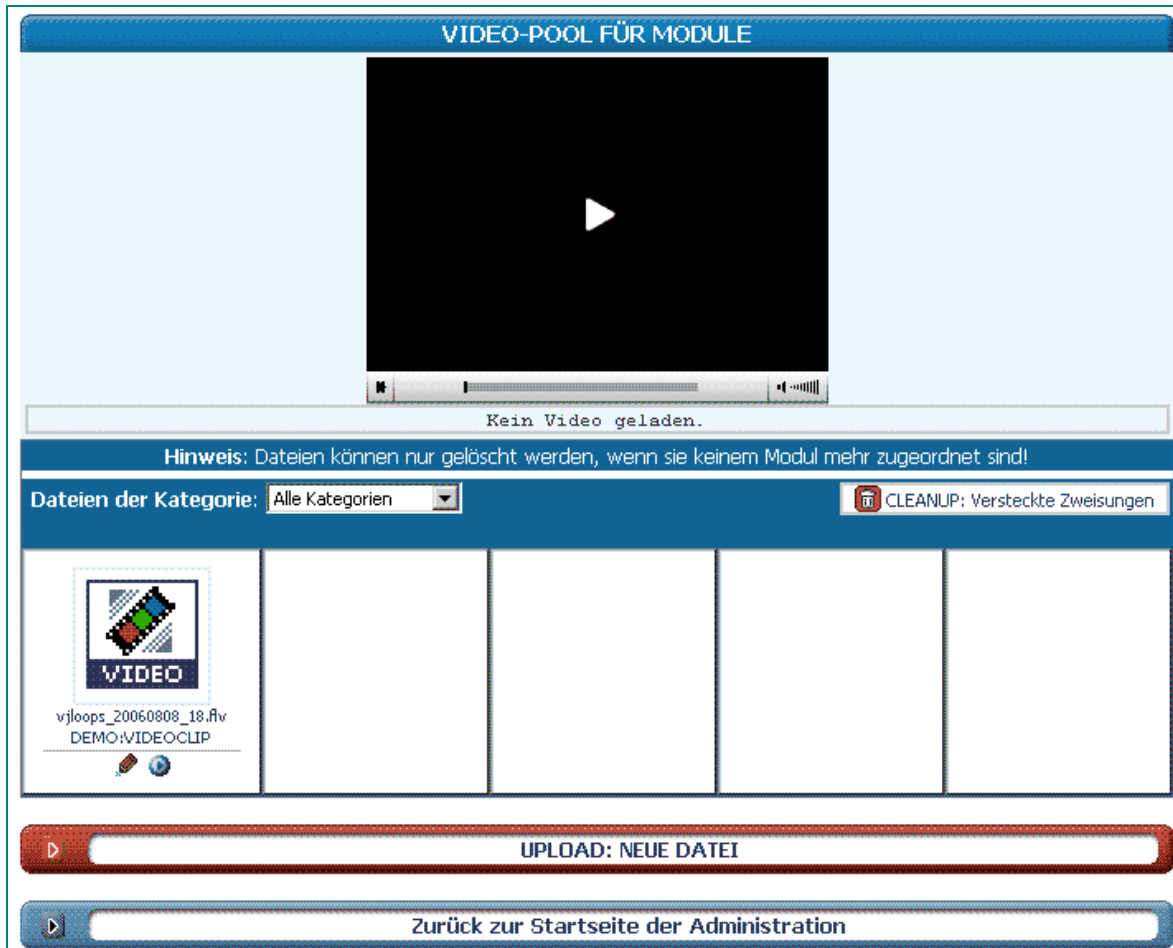 VIDEO-POOL FÜR MODULE
Kein Video geladen.
Hinweis: Dateien können nur gelöscht werden, wenn sie keinem Modul mehr zugeordnet sind!
Dateien der Kategorie: Alle Kategorien CLEANUP: Versteckte Zweisungen
VIDEO
vjloops_20060808_18.flv
DEMO:VIDEOCLIP
UPLOAD: NEUE DATEI
Zurück zur Startseite der Administration